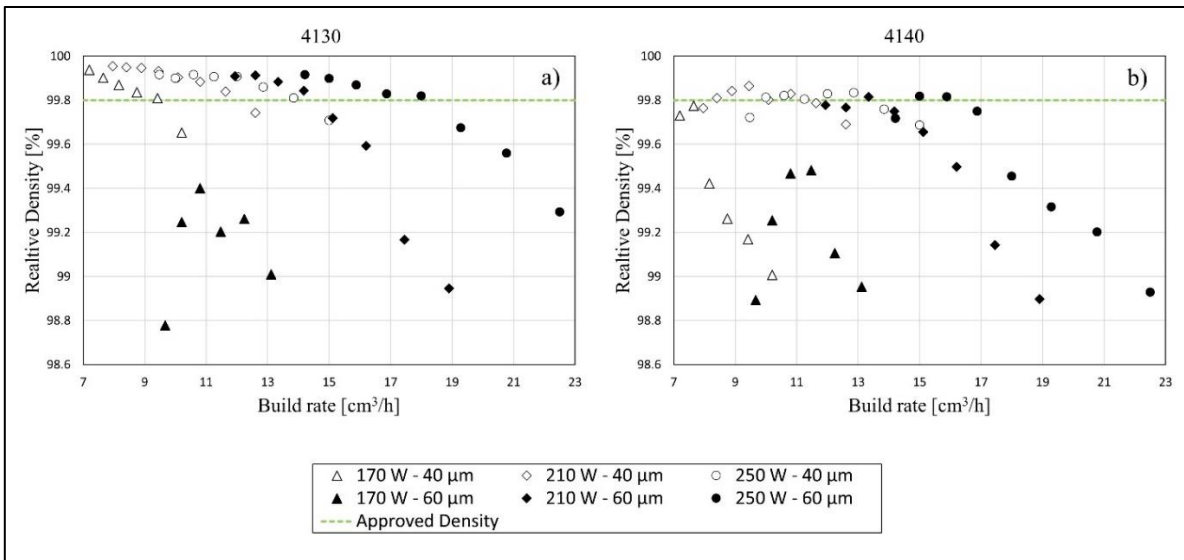 4130
4140
Realtive Density [%]
100
99.8
99.6
99.4
99.2
99
98.8
98.6
a)
7 9 11 13 15 17 19 21 23
Build rate [cm³/h]
Realtive Density [%]
100
99.8
99.6
99.4
99.2
99
98.8
98.6
b)
7 9 11 13 15 17 19 21 23
Build rate [cm³/h]
170 W - 40 µm 210 W - 40 µm 250 W - 40 µm
170 W - 60 µm 210 W - 60 µm 250 W - 60 µm
Approved Density